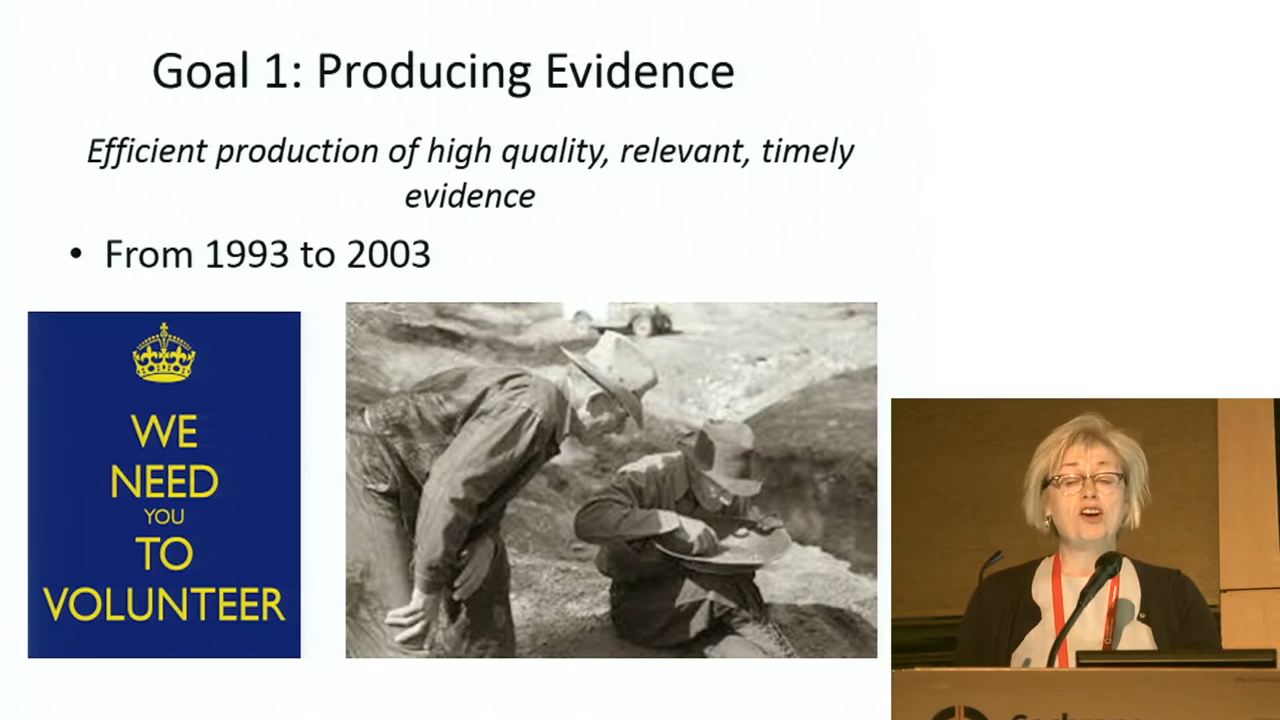 Goal 1: Producing Evidence
Efficient production of high quality, relevant, timely
evidence
• From 1993 to 2003
WE
NEED
YOU
TO
VOLUNTEER